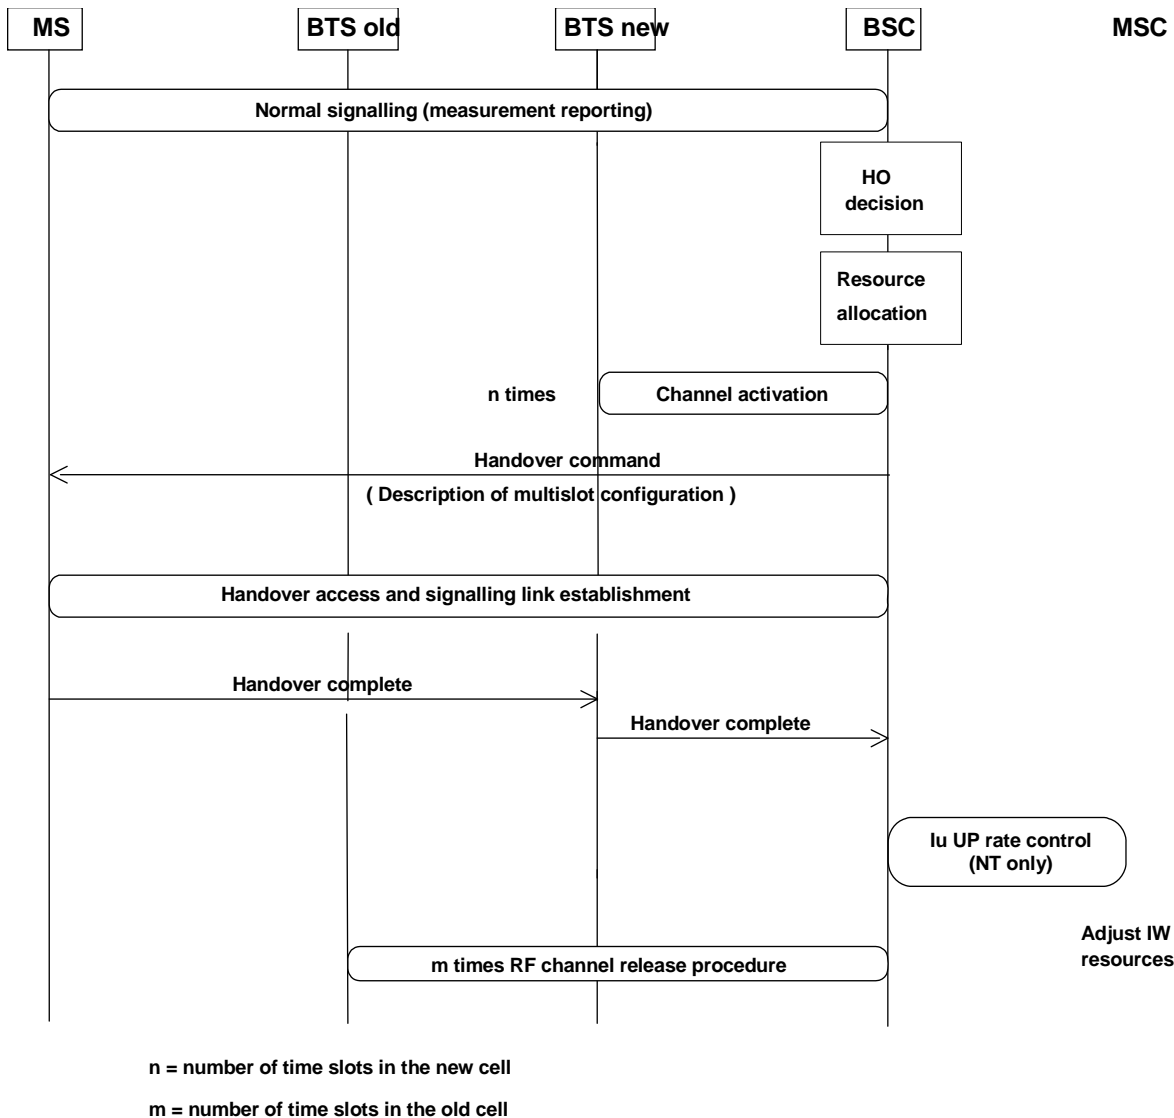 MS
BTS old
BTS new
BSC
MSC
Normal signalling (measurement reporting)
HO
decision
Resource
allocation
n times
Channel activation
Handover command
( Description of multislot configuration )
Handover access and signalling link establishment
Handover complete
Handover complete
Iu UP rate control
(NT only)
Adjust IW
resources
m times RF channel release procedure
n = number of time slots in the new cell
m = number of time slots in the old cell